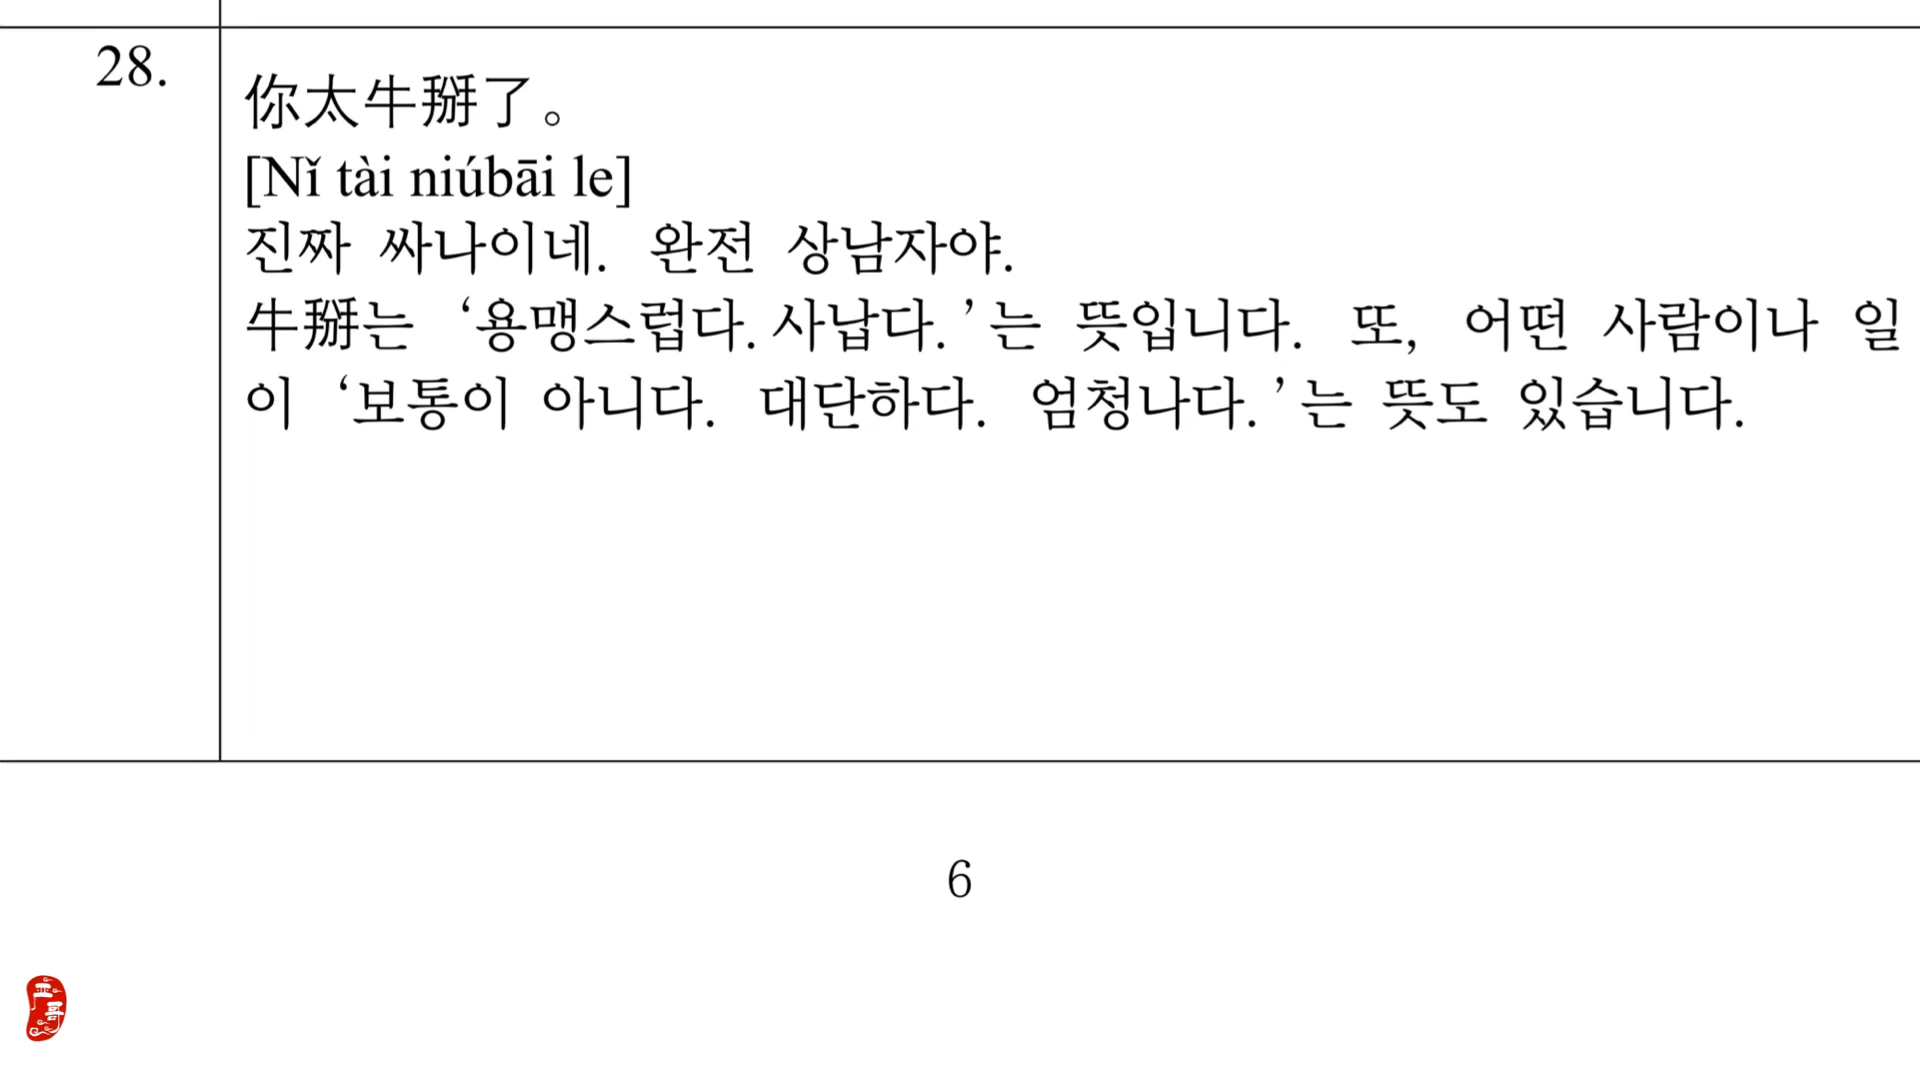 28.
你太牛掰了。
[Nǐ tài niúbāi le]
진짜 싸나이네. 완전 상남자야.
牛掰는 ‘용맹스럽다. 사납다.’는 뜻입니다. 또, 어떤 사람이나 일
이 ‘보통이 아니다. 대단하다. 엄청나다.’는 뜻도 있습니다.
6